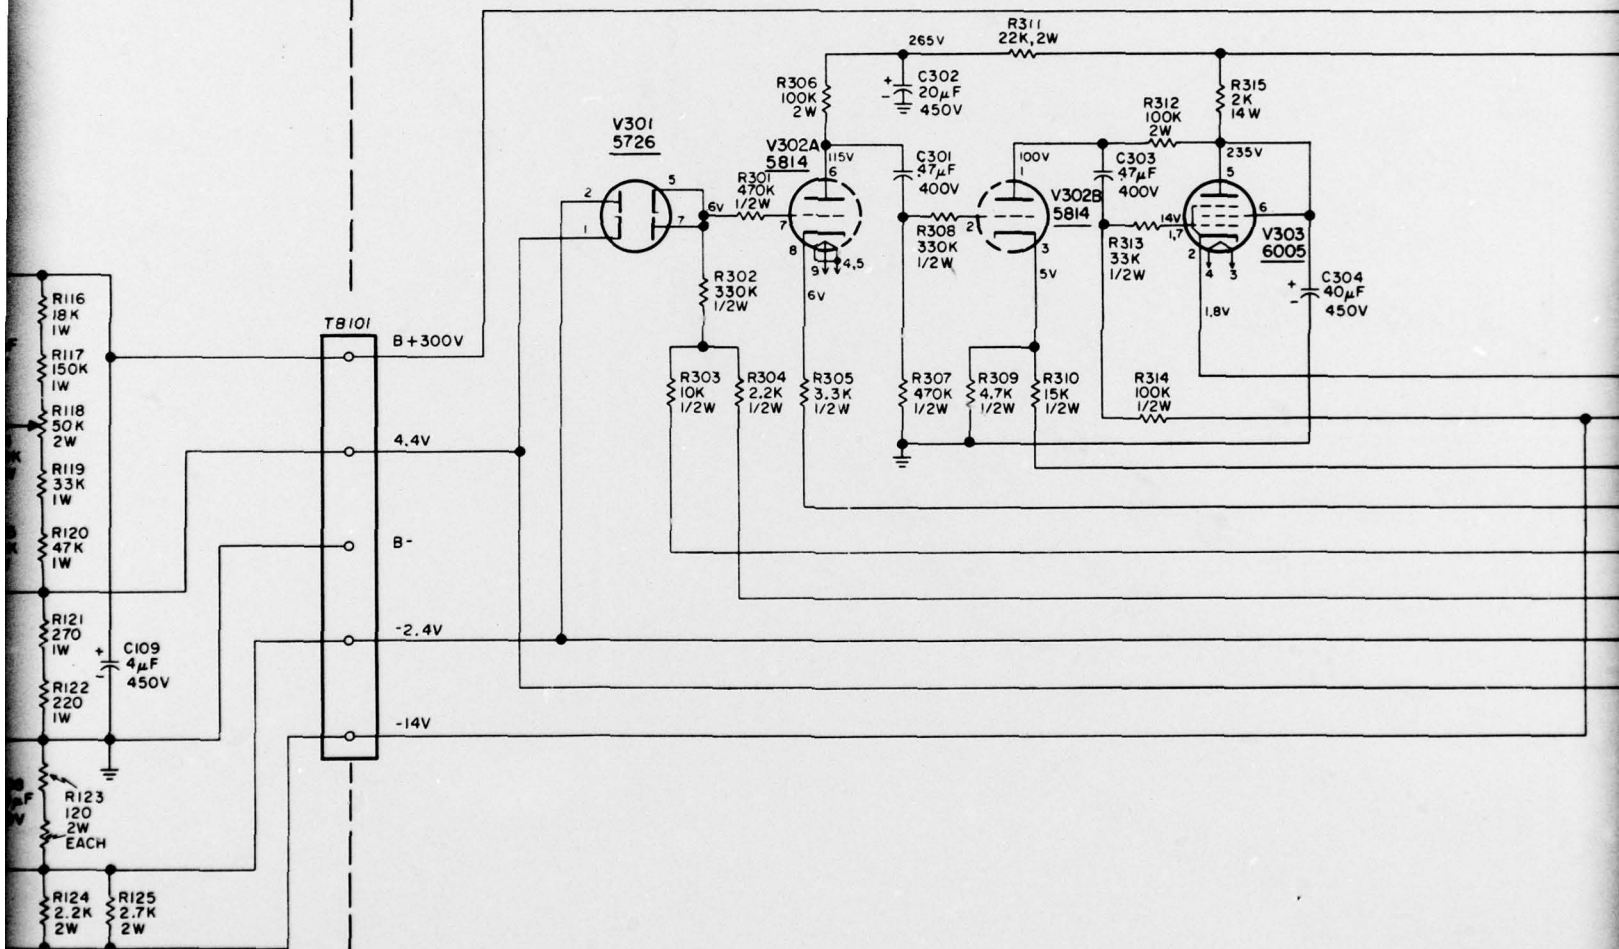 R311
22K, 2W
265V
R306
100K
2W
+
-
C302
20µF
450V
R315
2K
14W
R312
100K
2W
V301
5726
V302A
5814
115V
6
C301
.47µF
400V
100V
1
C303
.47µF
400V
235V
5
2
5
R301
470K
1/2W
6V
7
1
7
8
9
4,5
6V
R308
330K
1/2W
2
V302B
5814
3
5V
14V
1,7
R313
33K
1/2W
2
4
3
6
V303
6005
1.8V
+
-
C304
40µF
450V
R302
330K
1/2W
R116
18K
1W
TB101
B+300V
R117
150K
1W
R303
10K
1/2W
R304
2.2K
1/2W
R305
3.3K
1/2W
R307
470K
1/2W
R309
4.7K
1/2W
R310
15K
1/2W
R314
100K
1/2W
R118
50K
2W
4.4V
R119
33K
1W
R120
47K
1W
B-
R121
270
1W
-2.4V
+
-
C109
4µF
450V
R122
220
1W
-14V
R123
120
2W
EACH
R124
2.2K
2W
R125
2.7K
2W